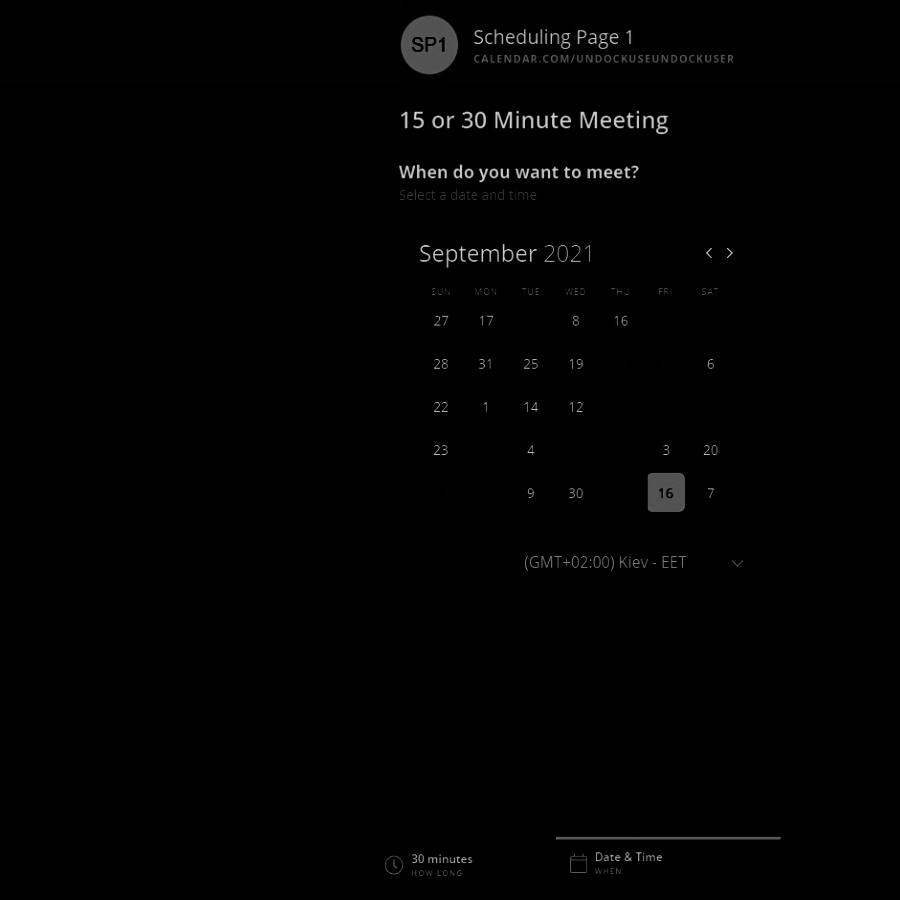 SP1
Scheduling Page 1
CALENDAR.COM/UNDOCKUSEUNDOCKUSER
15 or 30 Minute Meeting
When do you want to meet?
Select a date and time
September 2021
SUN MON TUE WED THU FRI SAT
27 17 8 16
28 31 25 19 6
22 1 14 12
23 4 3 20
9 30 16 7
(GMT+02:00) Kiev - EET
30 minutes
HOW LONG
Date & Time
WHEN